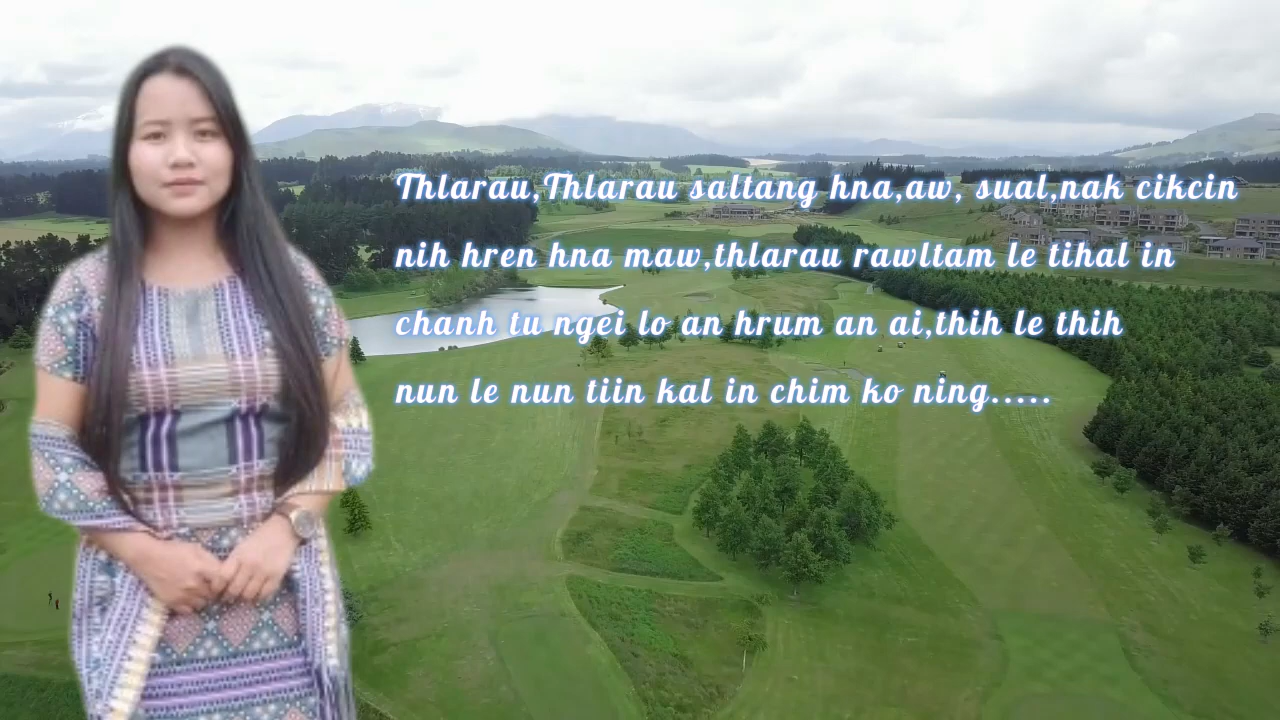 Thlarau,Thlarau saltang hna,aw, sual,nak cikcin
nih hren hna maw,thlarau rawltam le tihal in
chanh tu ngei lo an hrum an ai,thih le thih
nun le nun tiin kal in chim ko ning.....